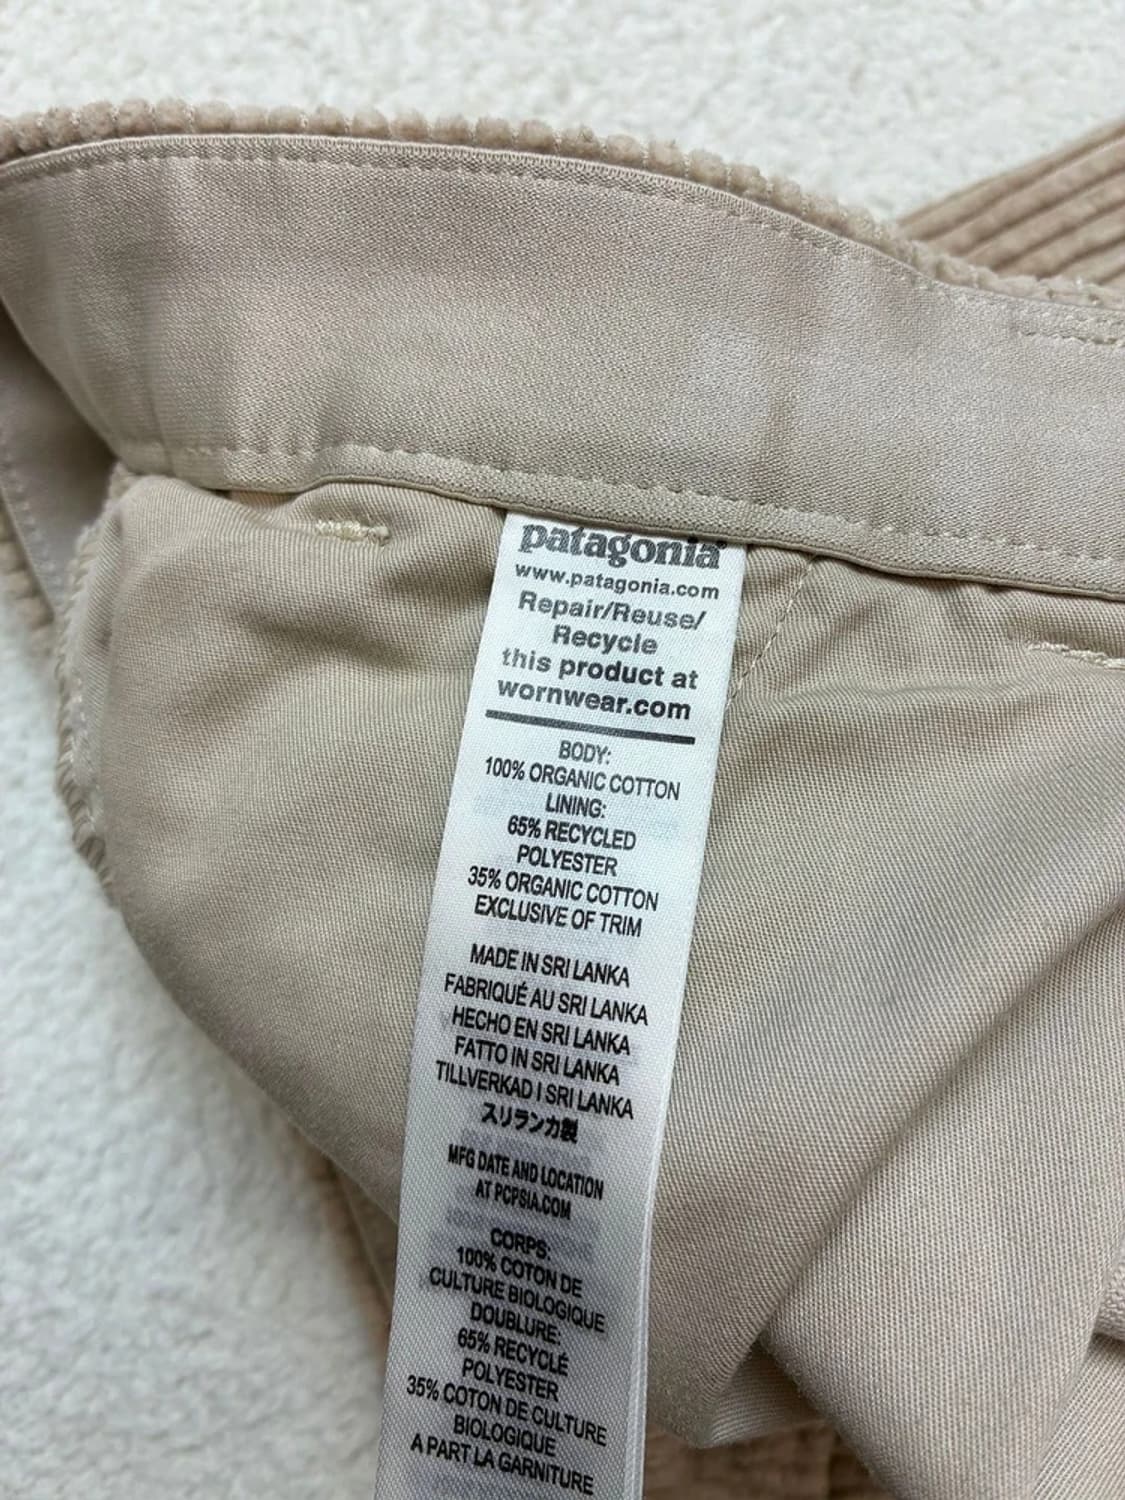 patagonia®
www.patagonia.com
Repair/Reuse/
Recycle
this product at
wornwear.com
BODY:
100% ORGANIC COTTON
LINING:
65% RECYCLED
POLYESTER
35% ORGANIC COTTON
EXCLUSIVE OF TRIM
MADE IN SRI LANKA
FABRIQUÉ AU SRI LANKA
HECHO EN SRI LANKA
FATTO IN SRI LANKA
TILLVERKAD I SRI LANKA
スリランカ製
MFG DATE AND LOCATION
AT PCPSIA.COM
CORPS:
100% COTON DE
CULTURE BIOLOGIQUE
DOUBLURE:
65% RECYCLÉ
POLYESTER
35% COTON DE CULTURE
BIOLOGIQUE
A PART LA GARNITURE